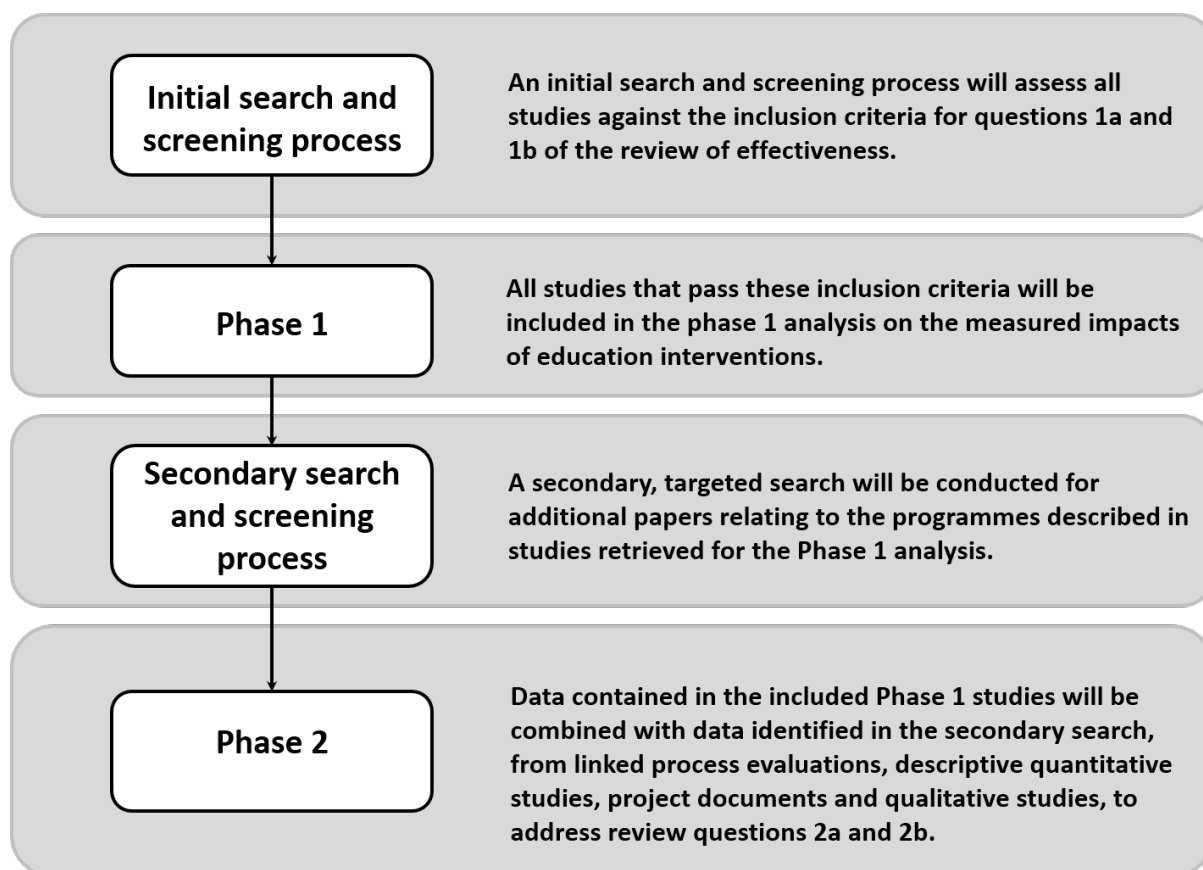 Initial search and
screening process
An initial search and screening process will assess all
studies against the inclusion criteria for questions 1a and
1b of the review of effectiveness.
Phase 1
All studies that pass these inclusion criteria will be
included in the phase 1 analysis on the measured impacts
of education interventions.
Secondary search
and screening
process
A secondary, targeted search will be conducted for
additional papers relating to the programmes described in
studies retrieved for the Phase 1 analysis.
Phase 2
Data contained in the included Phase 1 studies will be
combined with data identified in the secondary search,
from linked process evaluations, descriptive quantitative
studies, project documents and qualitative studies, to
address review questions 2a and 2b.